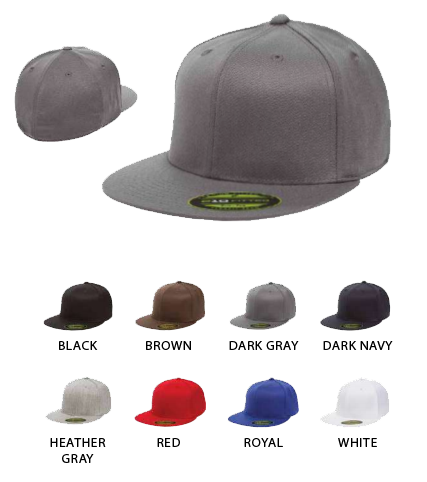 BLACK
BROWN
DARK GRAY
DARK NAVY
HEATHER
GRAY
RED
ROYAL
WHITE